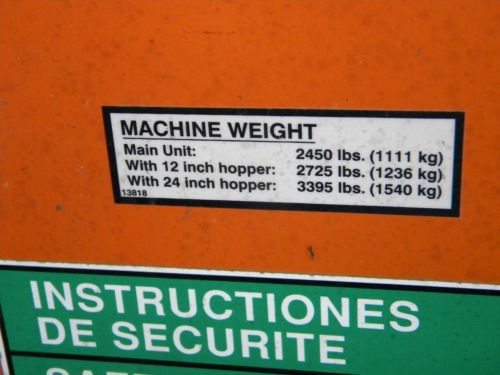 MACHINE WEIGHT
Main Unit: 2450 lbs. (1111 kg)
With 12 inch hopper: 2725 lbs. (1236 kg)
With 24 inch hopper: 3395 lbs. (1540 kg)
13818
INSTRUCTIONES
DE SECURITE